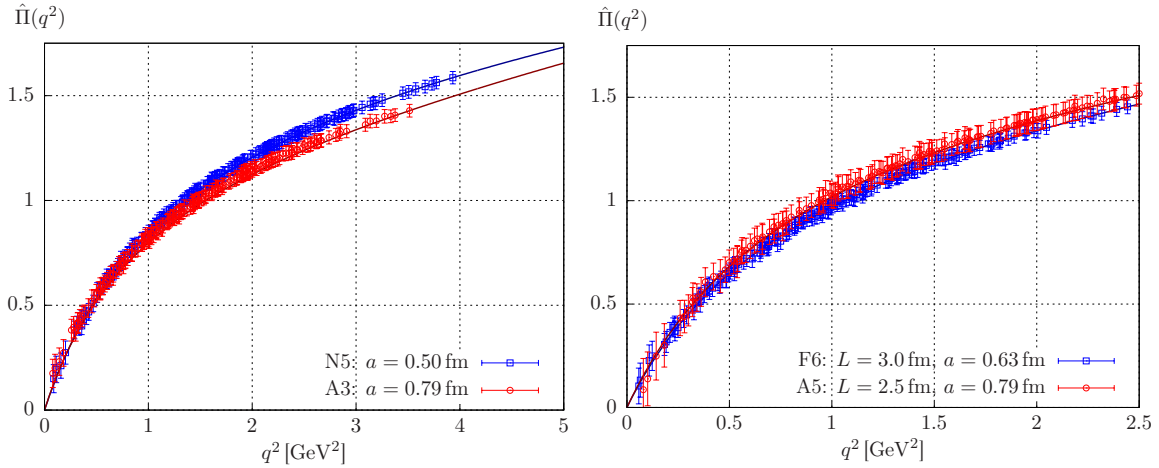 Π̂(q²)
1.5
1
0.5
0
0 1 2 3 4 5
q² [GeV²]
N5: a = 0.50 fm
A3: a = 0.79 fm
Π̂(q²)
1.5
1
0.5
0
0 0.5 1 1.5 2 2.5
q² [GeV²]
F6: L = 3.0 fm, a = 0.63 fm
A5: L = 2.5 fm, a = 0.79 fm